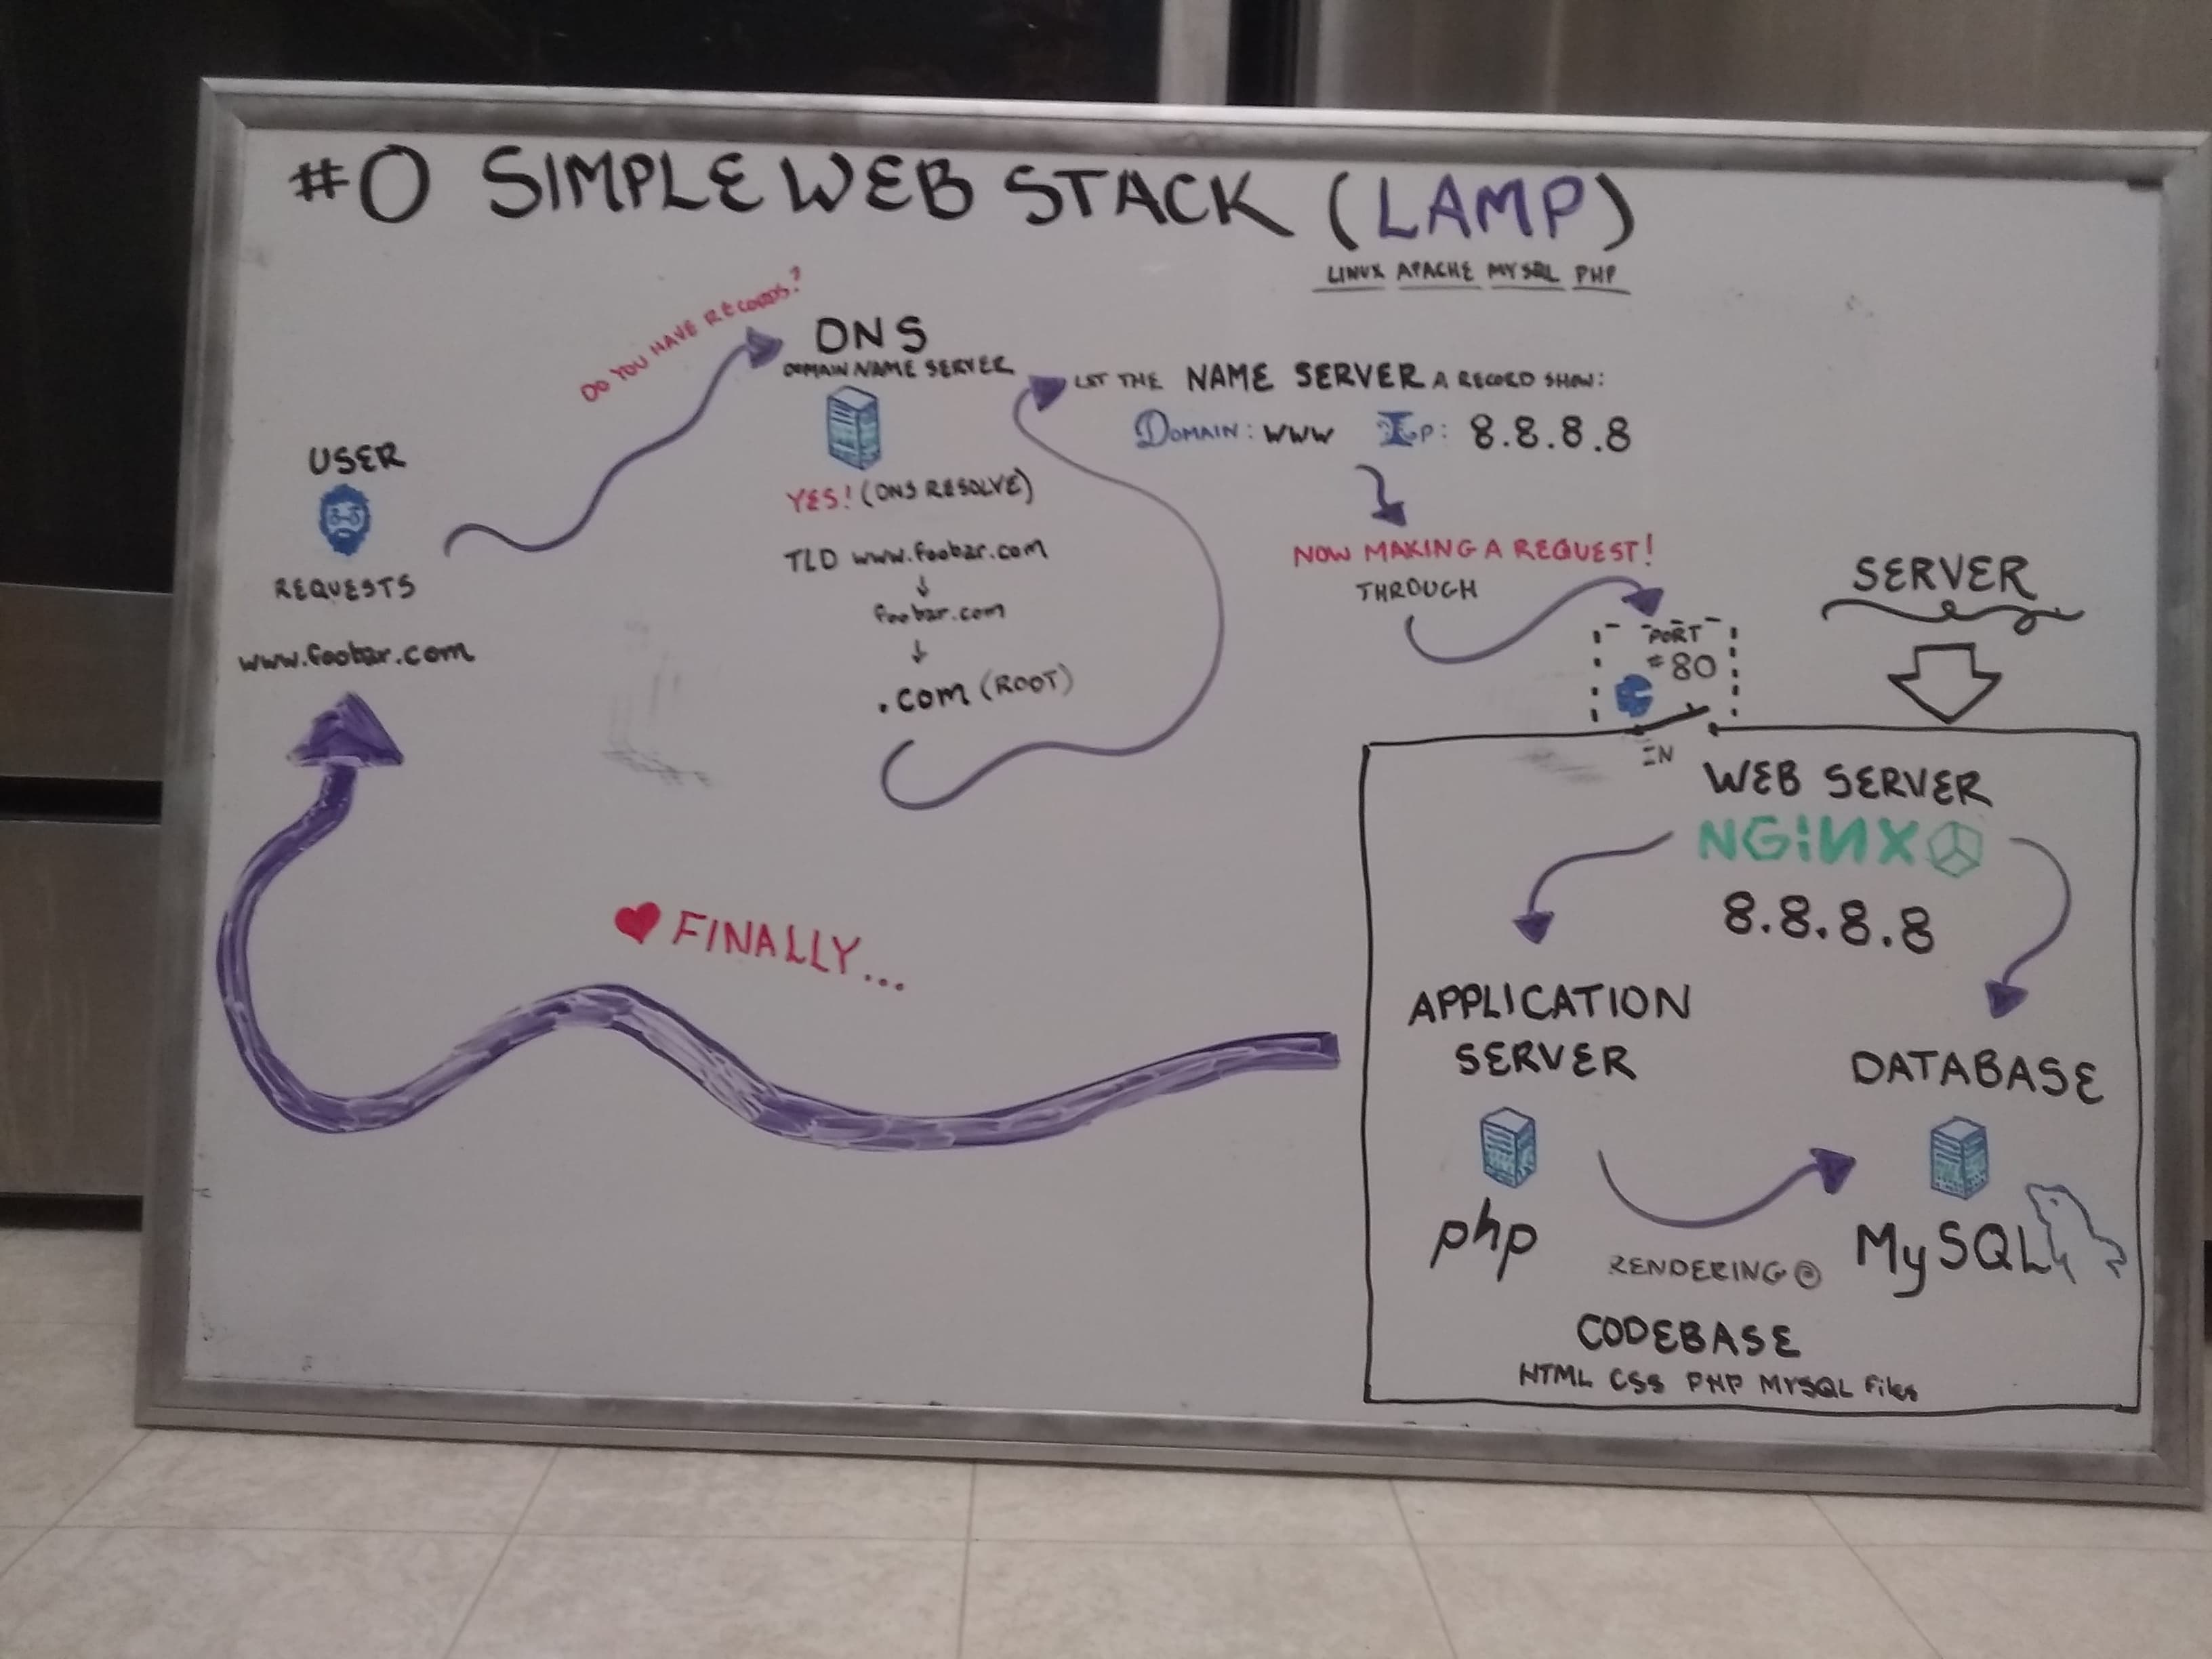 #0 SIMPLE WEB STACK (LAMP)
LINUX APACHE MYSQL PHP
DO YOU HAVE RECORDS?
DNS
DOMAIN NAME SERVER
YES! (DNS RESOLVE)
TLD www.foobar.com
foobar.com
.com (ROOT)
USER
REQUESTS
www.foobar.com
LET THE NAME SERVER A RECORD SHOW:
DOMAIN: WWW IP: 8.8.8.8
NOW MAKING A REQUEST!
THROUGH
PORT
#80
IN
SERVER
WEB SERVER
NGINX
8.8.8.8
APPLICATION
SERVER
php
DATABASE
MySQL
RENDERING @
CODEBASE
HTML CSS PHP MYSQL Files
FINALLY...